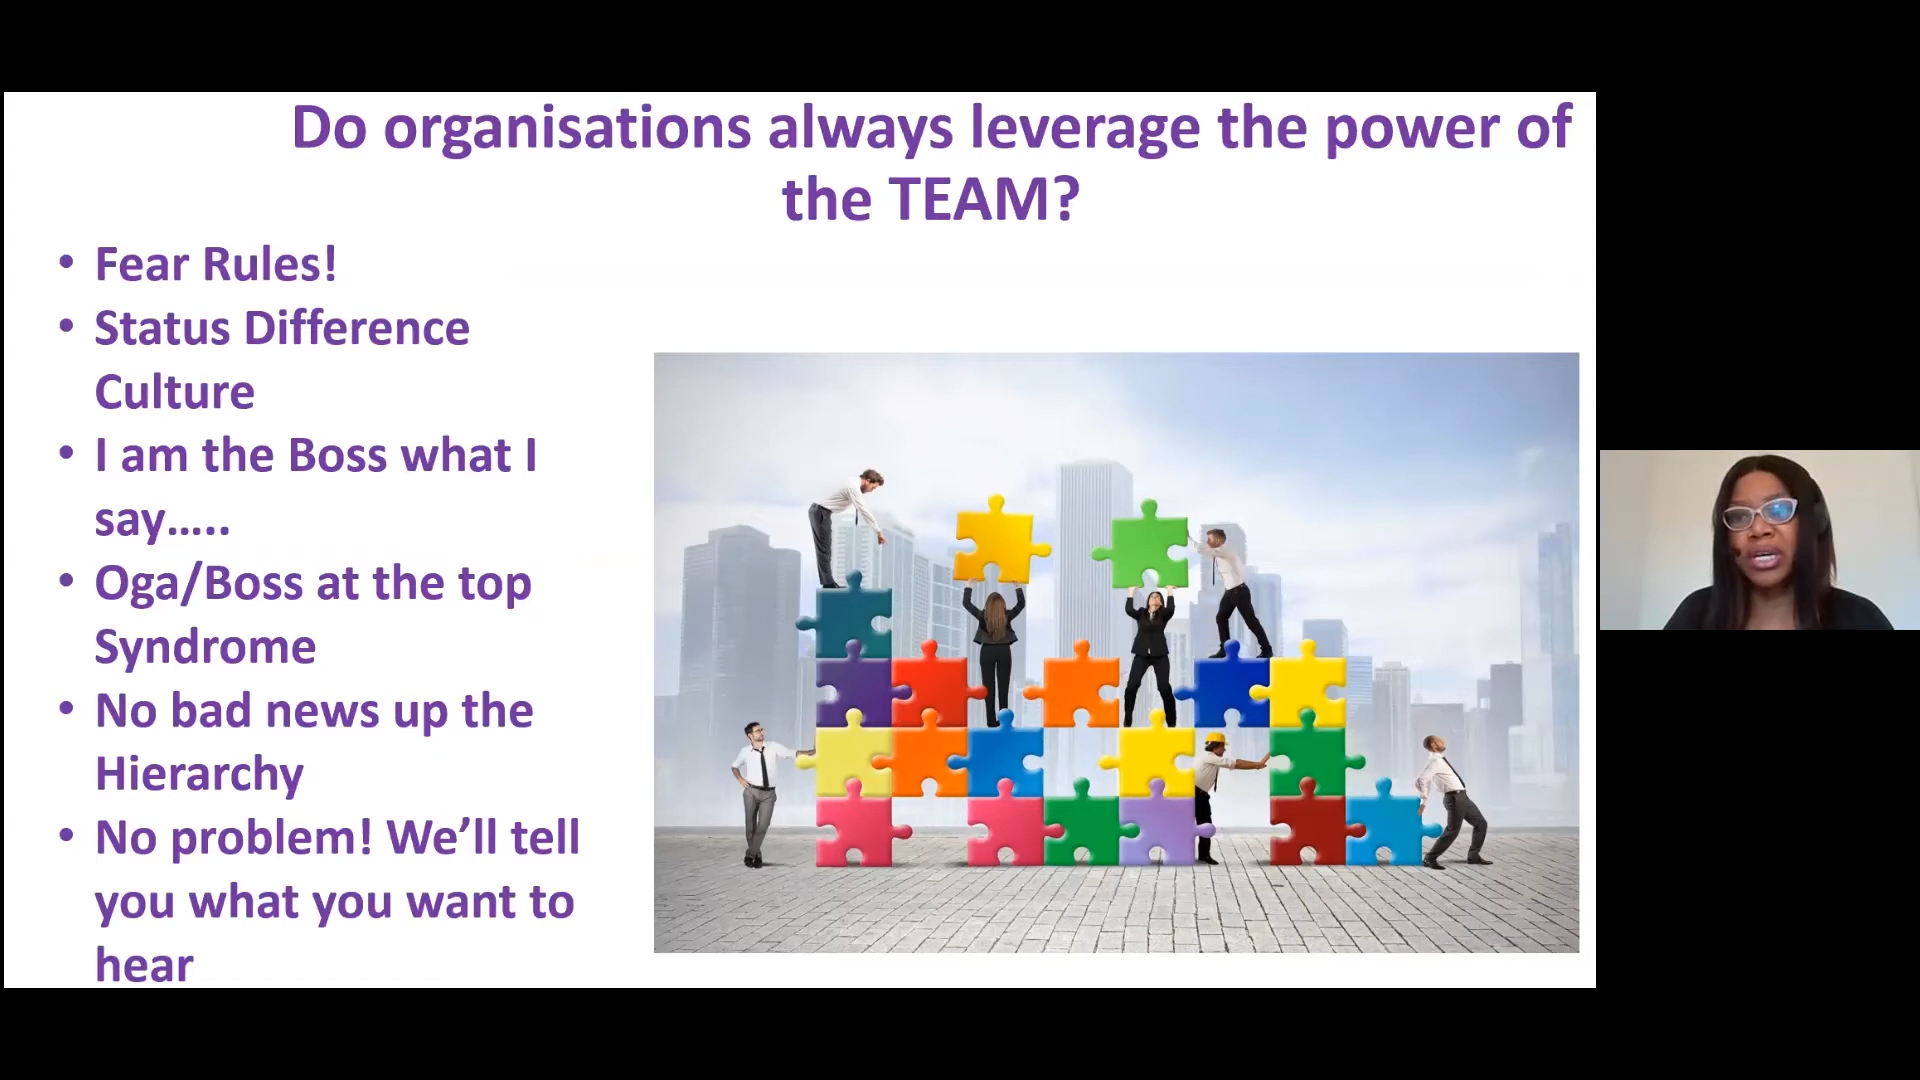 Do organisations always leverage the power of
the TEAM?
• Fear Rules!
• Status Difference
Culture
• I am the Boss what I
say.....
• Oga/Boss at the top
Syndrome
• No bad news up the
Hierarchy
• No problem! We’ll tell
you what you want to
hear